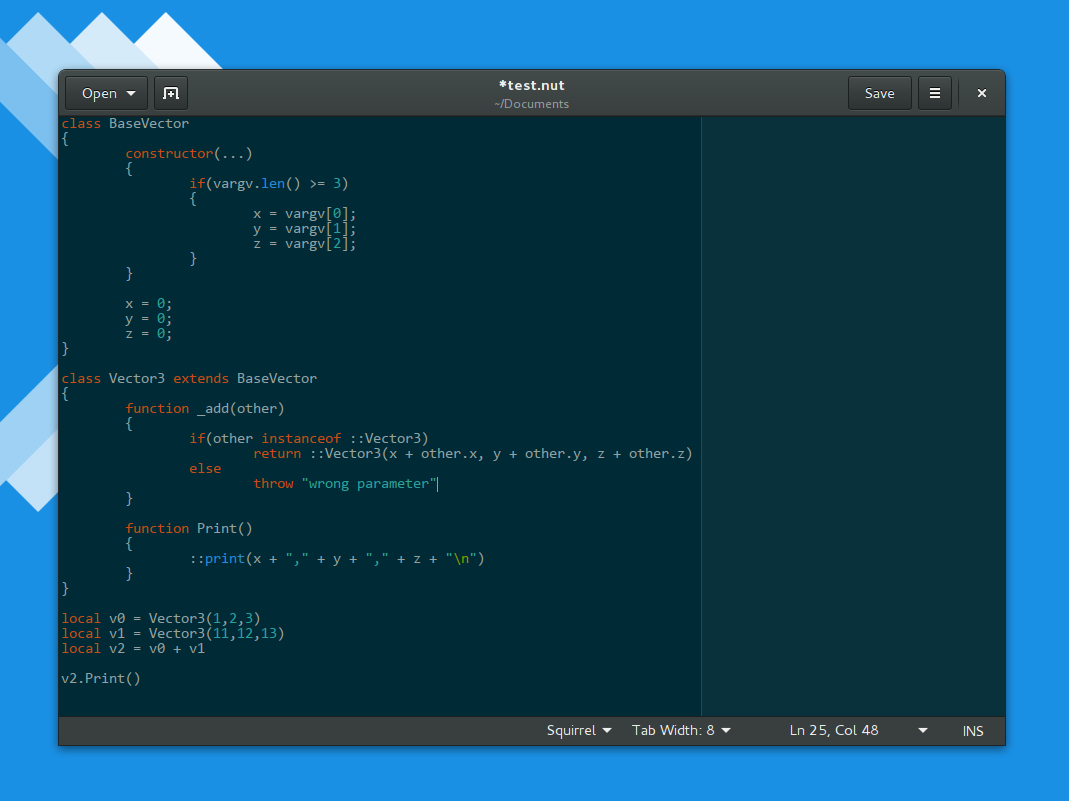 Open
*test.nut
~/Documents
Save
class BaseVector
{
        constructor(...)
        {
                if(vargv.len() >= 3)
                {
                        x = vargv[0];
                        y = vargv[1];
                        z = vargv[2];
                }
        }

        x = 0;
        y = 0;
        z = 0;
}

class Vector3 extends BaseVector
{
        function _add(other)
        {
                if(other instanceof ::Vector3)
                        return ::Vector3(x + other.x, y + other.y, z + other.z)
                else
                        throw "wrong parameter"
        }

        function Print()
        {
                ::print(x + "," + y + "," + z + "\n")
        }
}

local v0 = Vector3(1,2,3)
local v1 = Vector3(11,12,13)
local v2 = v0 + v1

v2.Print()
Squirrel
Tab Width: 8
Ln 25, Col 48
INS